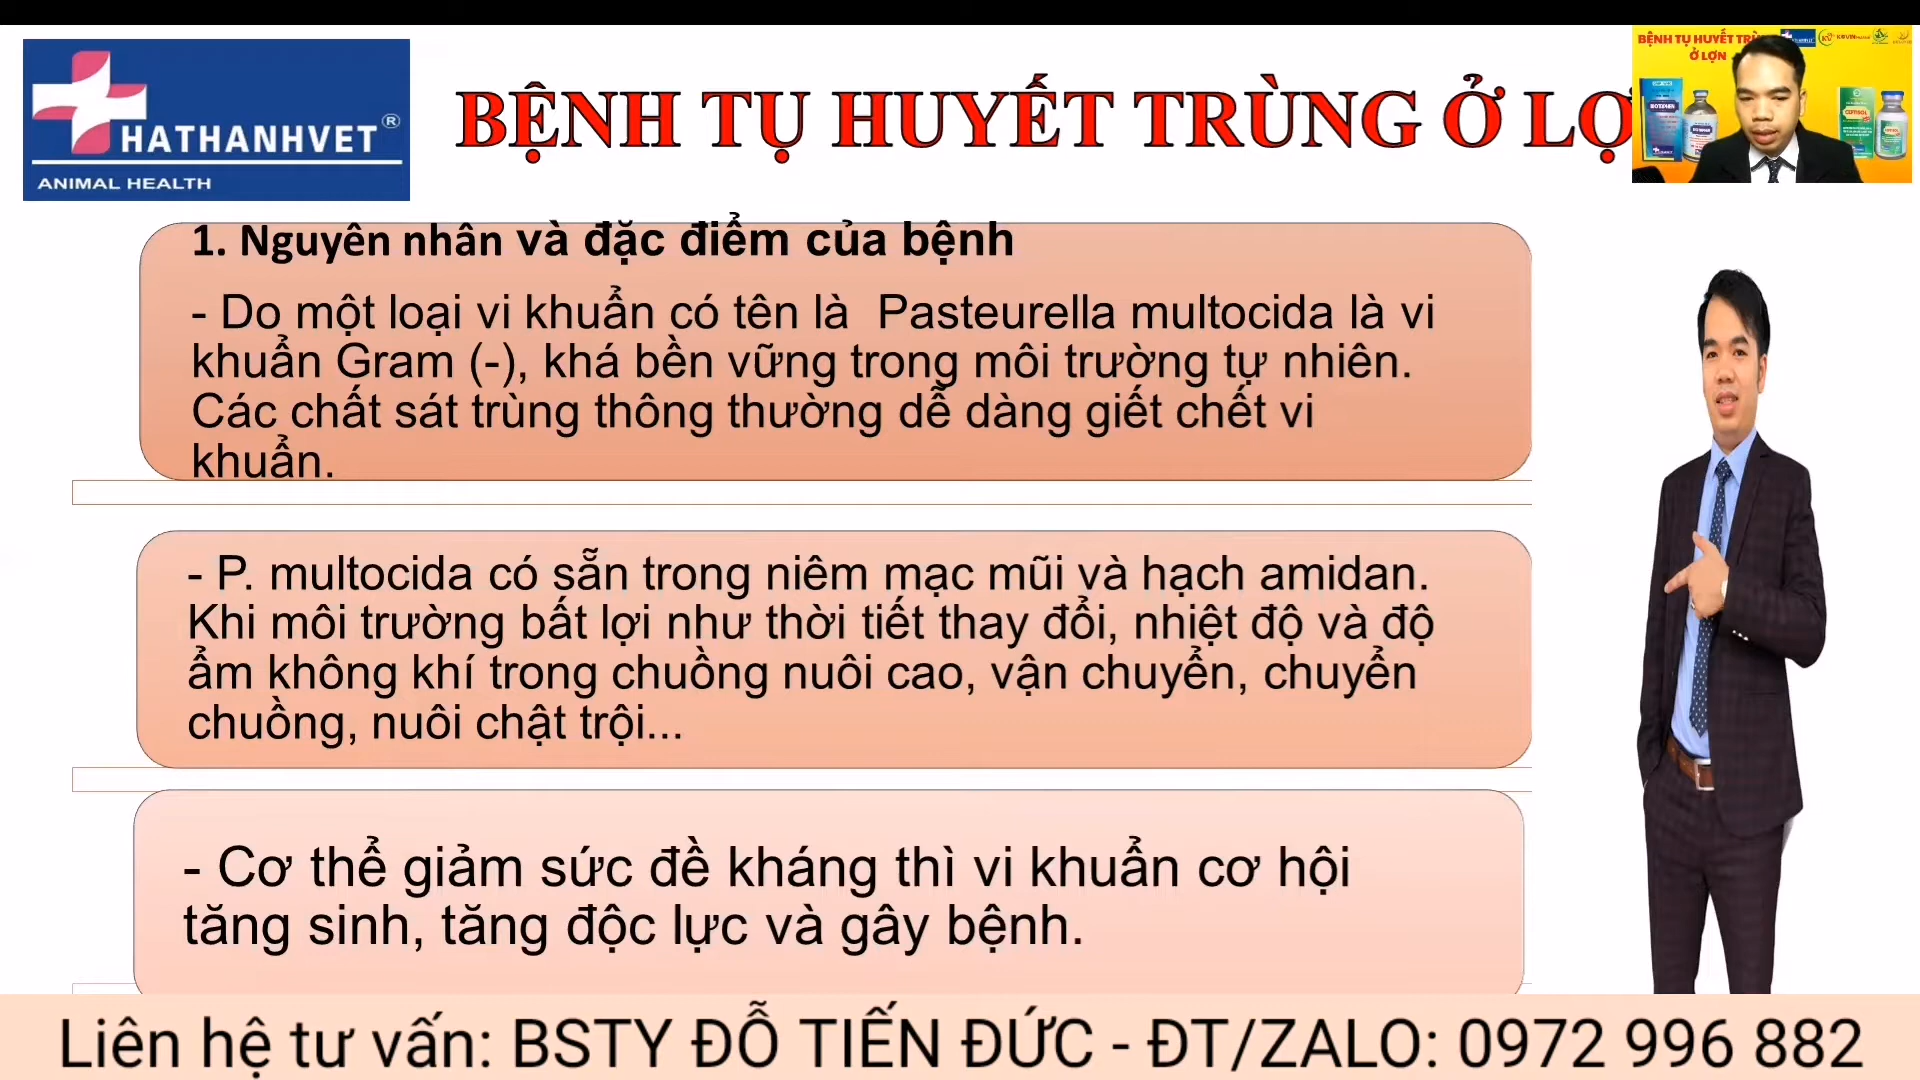 HATHANHVET®
ANIMAL HEALTH
BỆNH TỤ HUYẾT TRÙNG Ở LỢ
BỆNH TỤ HUYẾT TRÙ
Ở LỢN
1. Nguyên nhân và đặc điểm của bệnh
- Do một loại vi khuẩn có tên là Pasteurella multocida là vi
khuẩn Gram (-), khá bền vững trong môi trường tự nhiên.
Các chất sát trùng thông thường dễ dàng giết chết vi
khuẩn.
- P. multocida có sẵn trong niêm mạc mũi và hạch amidan.
Khi môi trường bất lợi như thời tiết thay đổi, nhiệt độ và độ
ẩm không khí trong chuồng nuôi cao, vận chuyển, chuyển
chuồng, nuôi chật trội...
- Cơ thể giảm sức đề kháng thì vi khuẩn cơ hội
tăng sinh, tăng độc lực và gây bệnh.
Liên hệ tư vấn: BSTY ĐỖ TIẾN ĐỨC - ĐT/ZALO: 0972 996 882